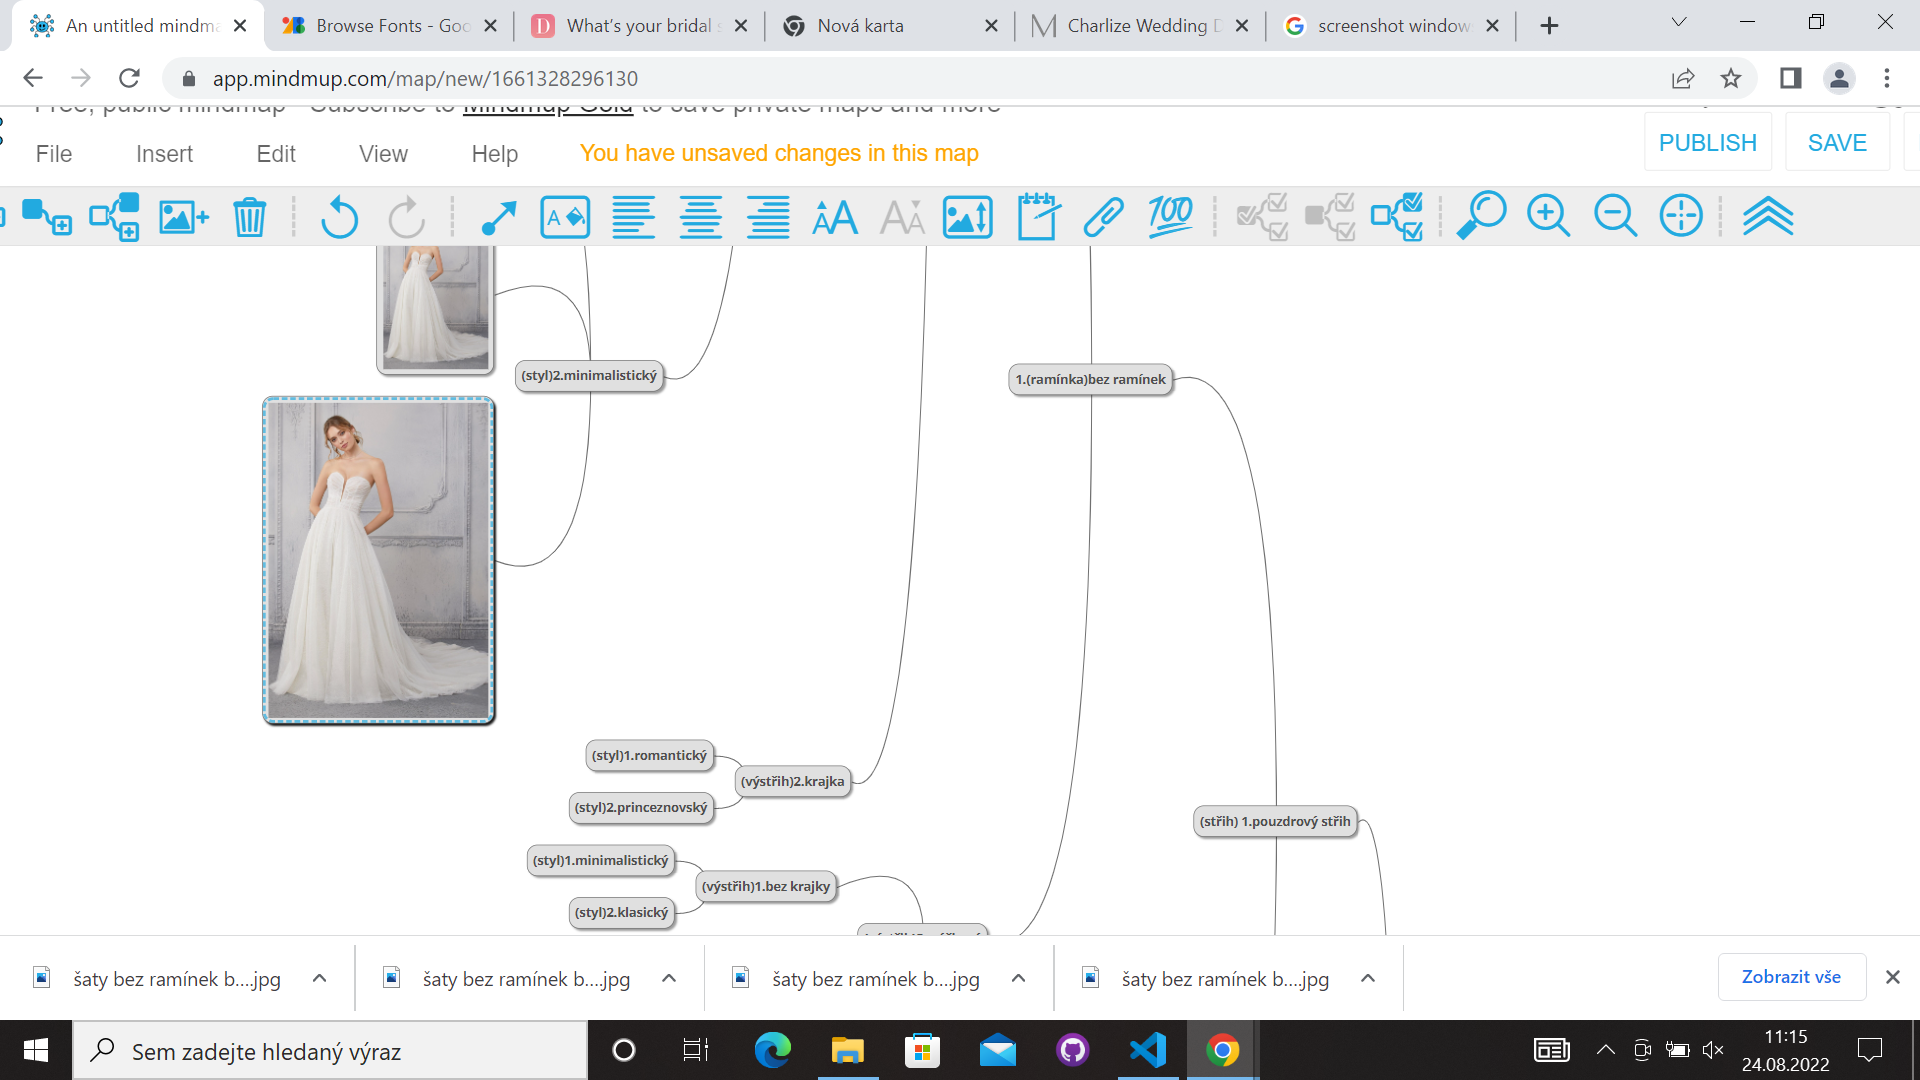 An untitled mindma
Browse Fonts - Goo
What's your bridal s
Nová karta
Charlize Wedding D
screenshot window
app.mindmup.com/map/new/1661328296130
Free, public mindmap - Subscribe to Mindmup Gold to save private maps and more
File Insert Edit View Help You have unsaved changes in this map
PUBLISH SAVE
(styl)2.minimalistický
1.(ramínka)bez ramínek
(styl)1.romantický
(výstřih)2.krajka
(styl)2.princeznovský
(střih) 1.pouzdrový střih
(styl)1.minimalistický
(výstřih)1.bez krajky
(styl)2.klasický
šaty bez ramínek b....jpg
šaty bez ramínek b....jpg
šaty bez ramínek b....jpg
šaty bez ramínek b....jpg
Zobrazit vše
Sem zadejte hledaný výraz
11:15
24.08.2022